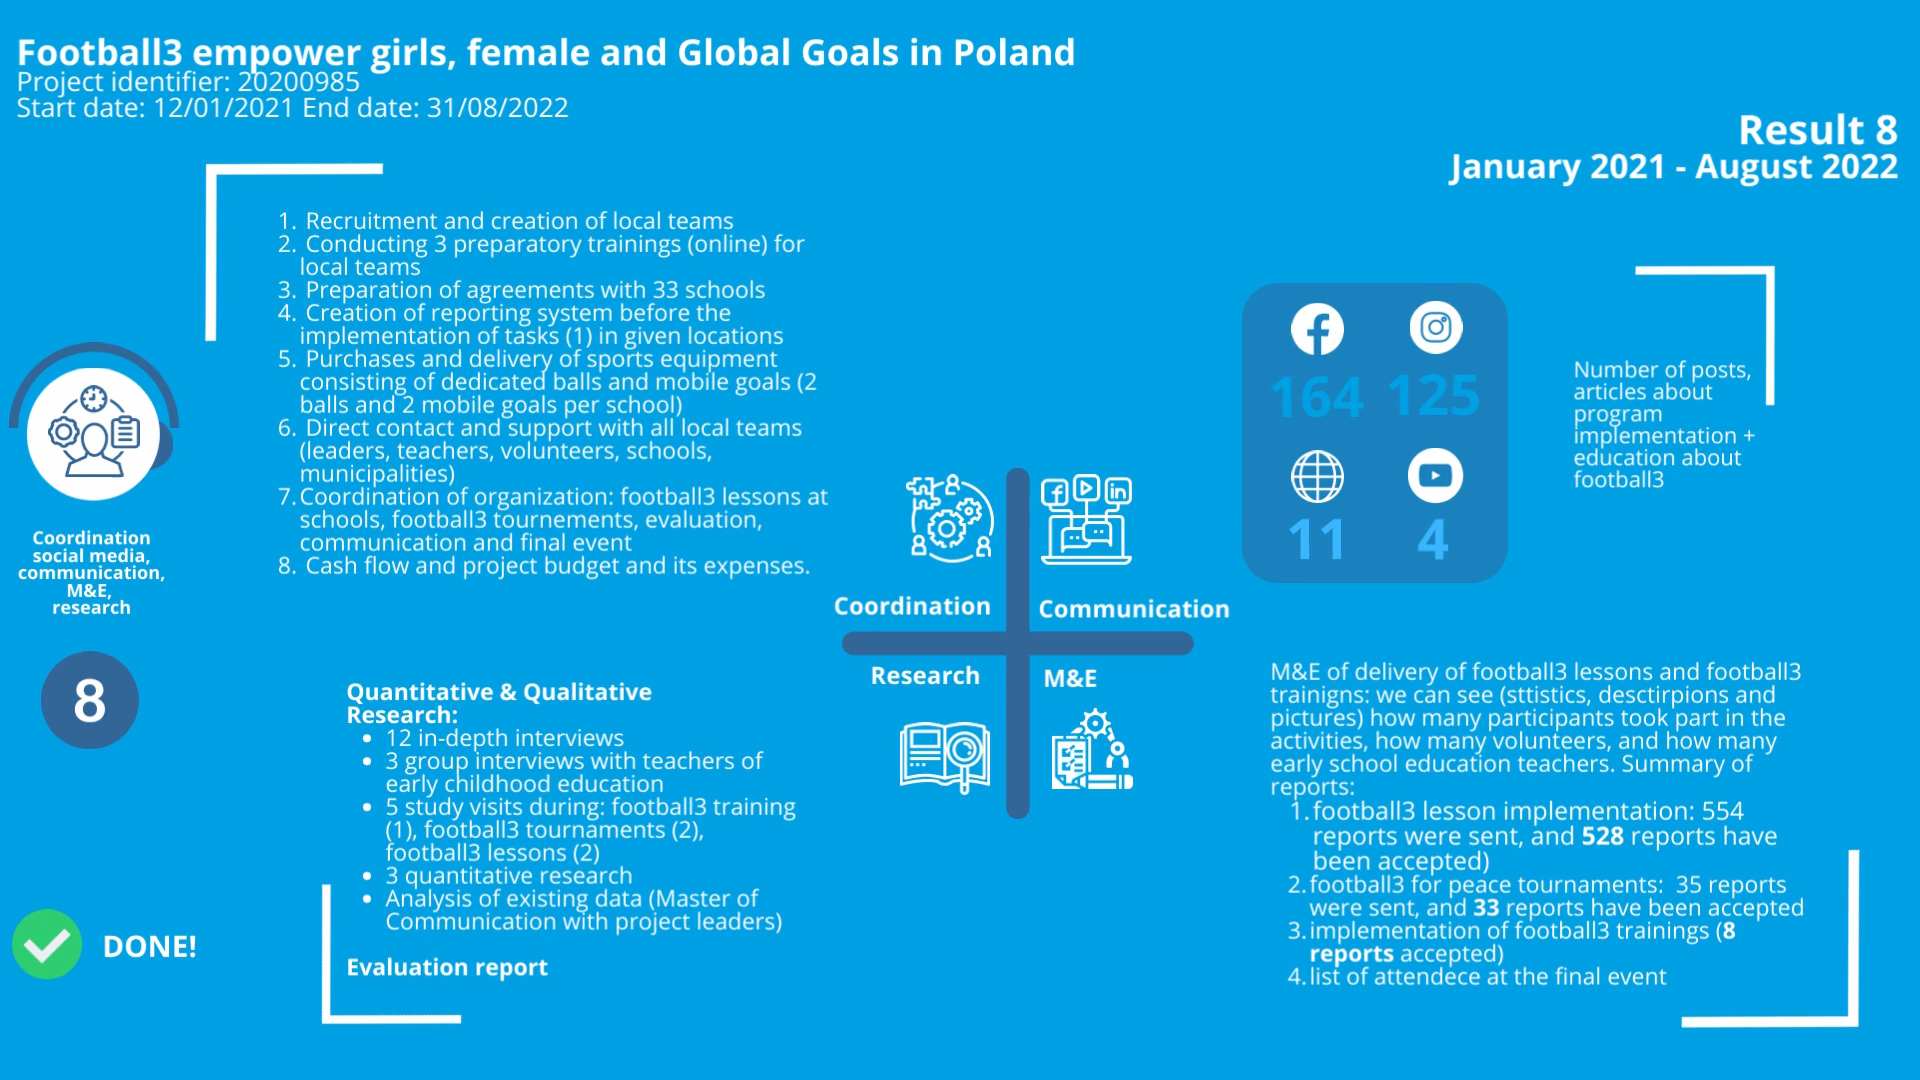 Football3 empower girls, female and Global Goals in Poland
Project identifier: 20200985
Start date: 12/01/2021 End date: 31/08/2022
Result 8
January 2021 - August 2022
1. Recruitment and creation of local teams
2. Conducting 3 preparatory trainings (online) for
local teams
3. Preparation of agreements with 33 schools
4. Creation of reporting system before the
implementation of tasks (1) in given locations
5. Purchases and delivery of sports equipment
consisting of dedicated balls and mobile goals (2
balls and 2 mobile goals per school)
6. Direct contact and support with all local teams
(leaders, teachers, volunteers, schools,
municipalities)
7. Coordination of organization: football3 lessons at
schools, football3 tournements, evaluation,
communication and final event
8. Cash flow and project budget and its expenses.
Coordination
social media,
communication,
M&E,
research
8
DONE!
Coordination
Communication
Research
M&E
164 125
11 4
Number of posts,
articles about
program
implementation +
education about
football3
Quantitative & Qualitative
Research:
• 12 in-depth interviews
• 3 group interviews with teachers of
early childhood education
• 5 study visits during: football3 training
(1), football3 tournaments (2),
football3 lessons (2)
• 3 quantitative research
• Analysis of existing data (Master of
Communication with project leaders)
Evaluation report
M&E of delivery of football3 lessons and football3
trainigns: we can see (sttistics, desctirpions and
pictures) how many participants took part in the
activities, how many volunteers, and how many
early school education teachers. Summary of
reports:
1. football3 lesson implementation: 554
reports were sent, and 528 reports have
been accepted)
2. football3 for peace tournaments: 35 reports
were sent, and 33 reports have been accepted
3. implementation of football3 trainings (8
reports accepted)
4. list of attendece at the final event